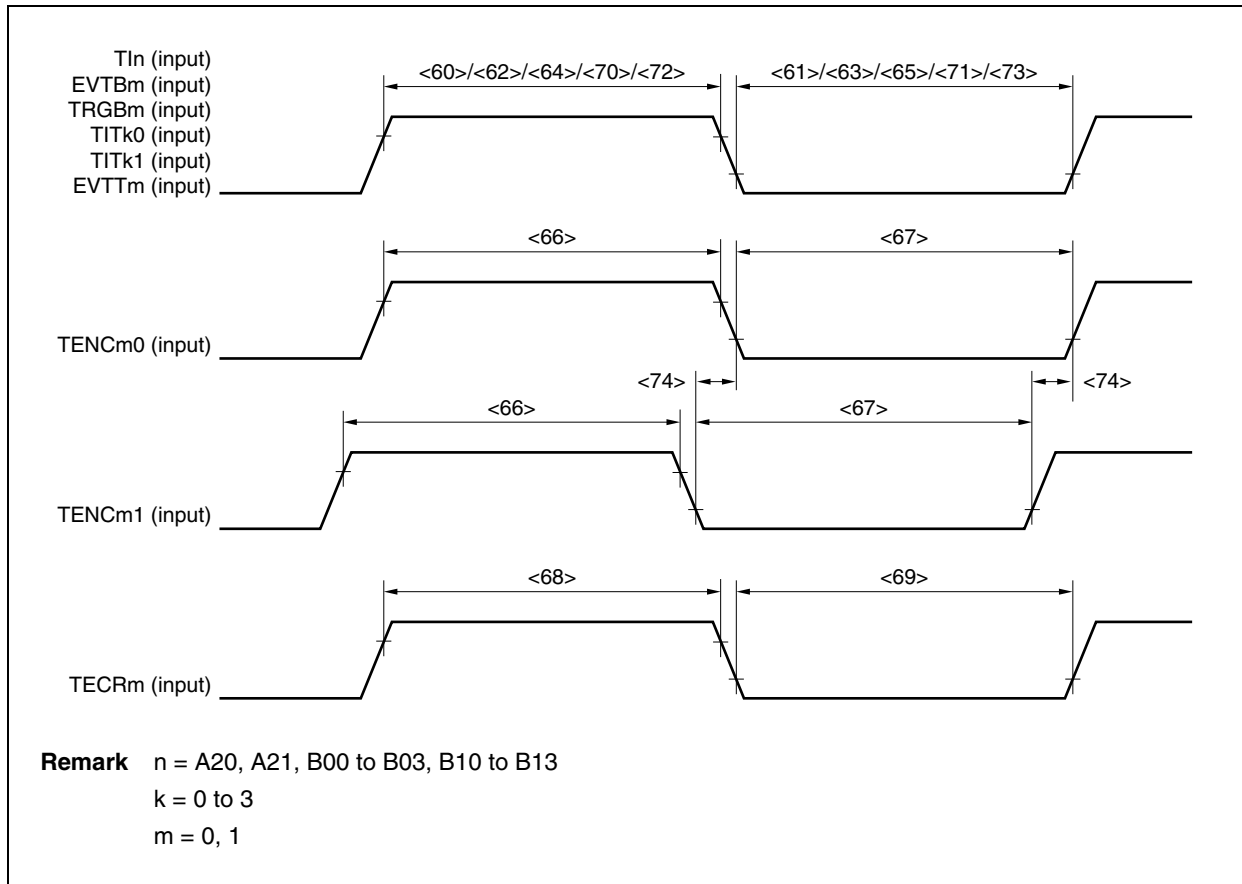 TIn (input)
EVTBm (input)
TRGBm (input)
TITk0 (input)
TITk1 (input)
EVTTm (input)
<60>/<62>/<64>/<70>/<72>
<61>/<63>/<65>/<71>/<73>
<66>
<67>
TENCm0 (input)
<74>
<74>
<66>
<67>
TENCm1 (input)
<68>
<69>
TECRm (input)
Remark n = A20, A21, B00 to B03, B10 to B13
k = 0 to 3
m = 0, 1